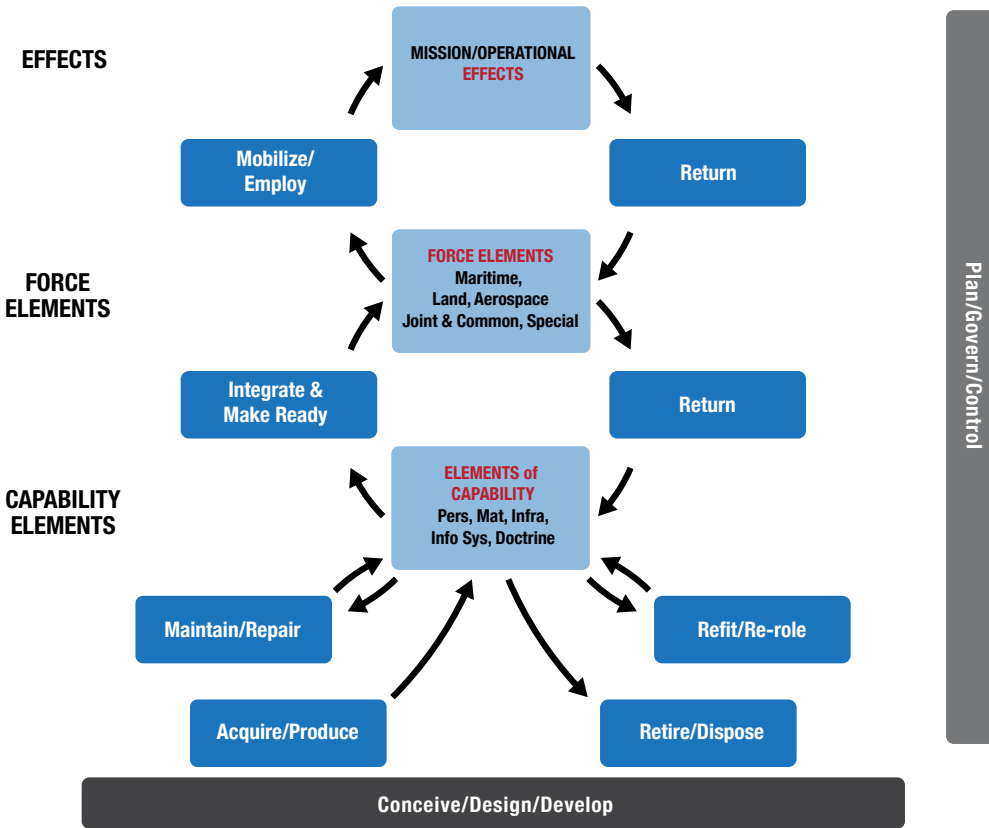 EFFECTS
MISSION/OPERATIONAL
EFFECTS
Mobilize/
Employ
Return
FORCE
ELEMENTS
FORCE ELEMENTS
Maritime,
Land, Aerospace
Joint & Common, Special
Integrate &
Make Ready
Return
CAPABILITY
ELEMENTS
ELEMENTS of
CAPABILITY
Pers, Mat, Infra,
Info Sys, Doctrine
Maintain/Repair
Refit/Re-role
Acquire/Produce
Retire/Dispose
Conceive/Design/Develop
Plan/Govern/Control